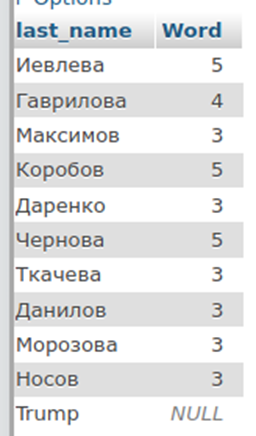 Options
last_name Word
Иевлева 5
Гаврилова 4
Максимов 3
Коробов 5
Даренко 3
Чернова 5
Ткачева 3
Данилов 3
Морозова 3
Носов 3
Trump NULL